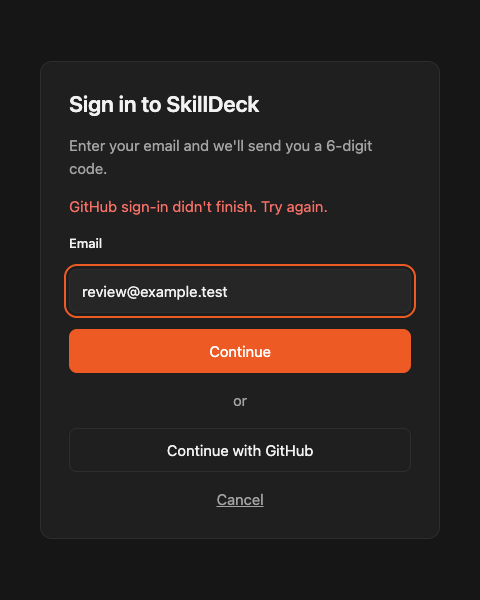 Sign in to SkillDeck
Enter your email and we'll send you a 6-digit
code.
GitHub sign-in didn't finish. Try again.
Email
review@example.test
Continue
or
Continue with GitHub
Cancel